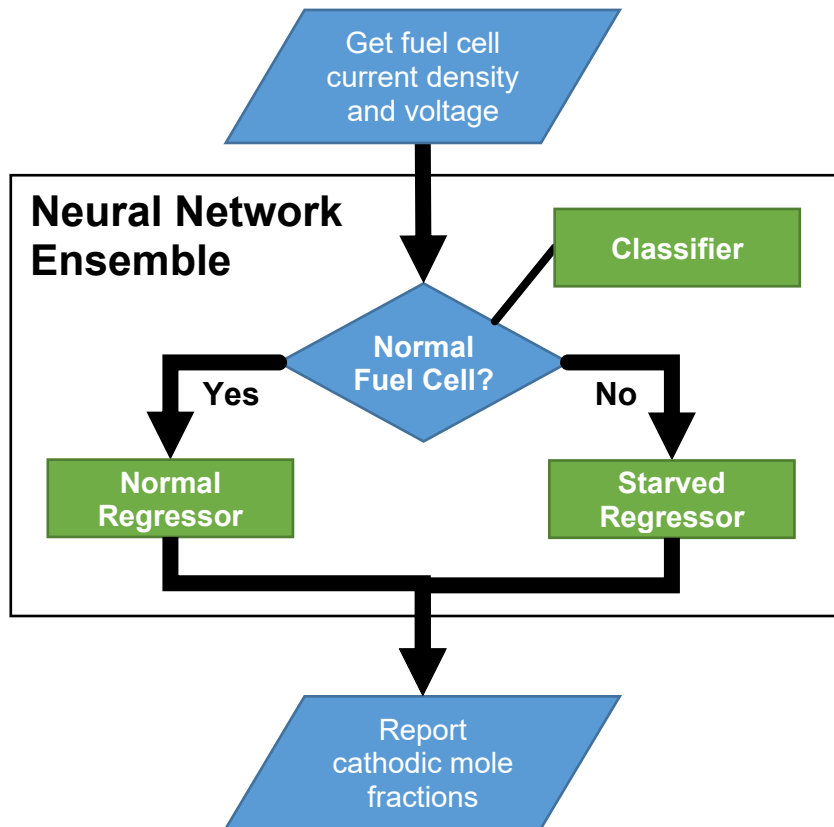 Get fuel cell
current density
and voltage
Neural Network
Ensemble
Classifier
Normal
Fuel Cell?
Yes
No
Normal
Regressor
Starved
Regressor
Report
cathodic mole
fractions